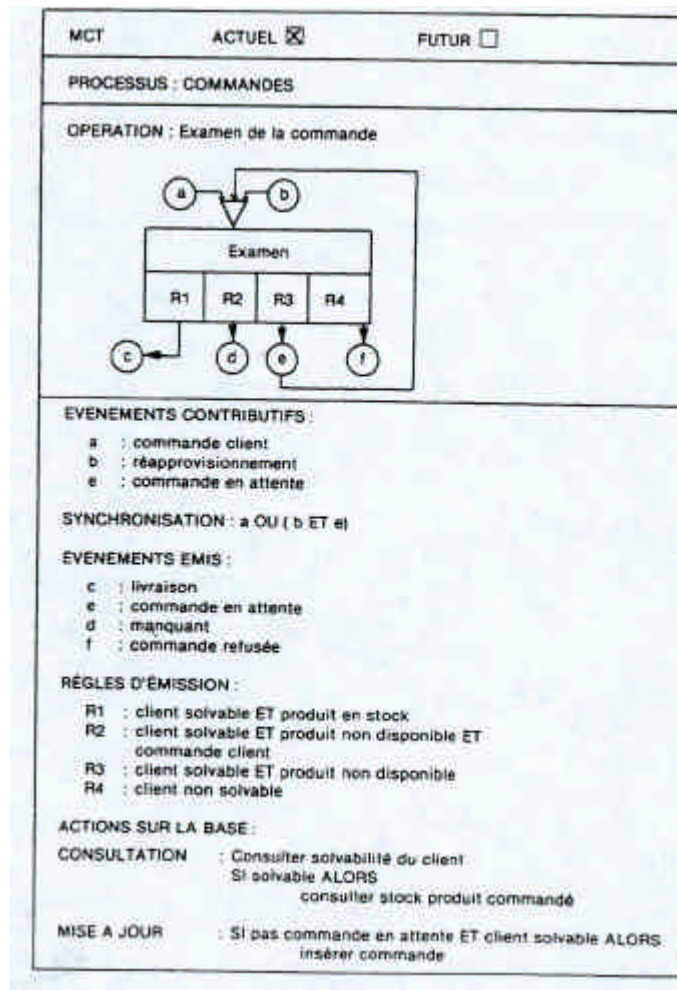 MCT ACTUEL ☒ FUTUR ☐
PROCESSUS : COMMANDES
OPERATION : Examen de la commande
a b
Examen
R1 R2 R3 R4
c d e f
EVENEMENTS CONTRIBUTIFS :
a : commande client
b : réapprovisionnement
e : commande en attente
SYNCHRONISATION : a OU ( b ET e)
EVENEMENTS EMIS :
c : livraison
e : commande en attente
d : manquant
f : commande refusée
RÈGLES D'ÉMISSION :
R1 : client solvable ET produit en stock
R2 : client solvable ET produit non disponible ET
commande client
R3 : client solvable ET produit non disponible
R4 : client non solvable
ACTIONS SUR LA BASE :
CONSULTATION : Consulter solvabilité du client
Si solvable ALORS
consulter stock produit commandé
MISE A JOUR : Si pas commande en attente ET client solvable ALORS
insérer commande